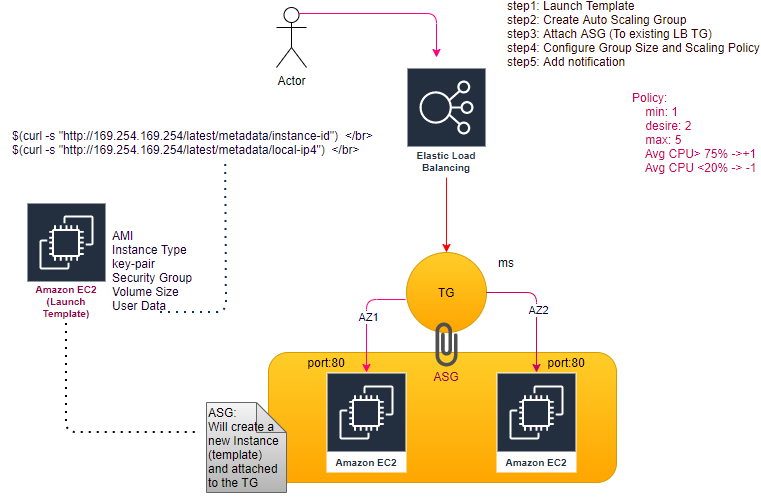 step1: Launch Template
step2: Create Auto Scaling Group
step3: Attach ASG (To existing LB TG)
step4: Configure Group Size and Scaling Policy
step5: Add notification
Actor
Policy:
min: 1
desire: 2
max: 5
Avg CPU> 75% ->+1
Avg CPU <20% -> -1
$(curl -s "http://169.254.169.254/latest/metadata/instance-id")  </br>
$(curl -s "http://169.254.169.254/latest/metadata/local-ip4")  </br>
Elastic Load
Balancing
AMI
Instance Type
key-pair
Security Group
Volume Size
User Data
Amazon EC2
(Launch
Template)
ms
TG
AZ1
AZ2
port:80
port:80
ASG
Amazon EC2
Amazon EC2
ASG:
Will create a
new Instance
(template)
and attached
to the TG